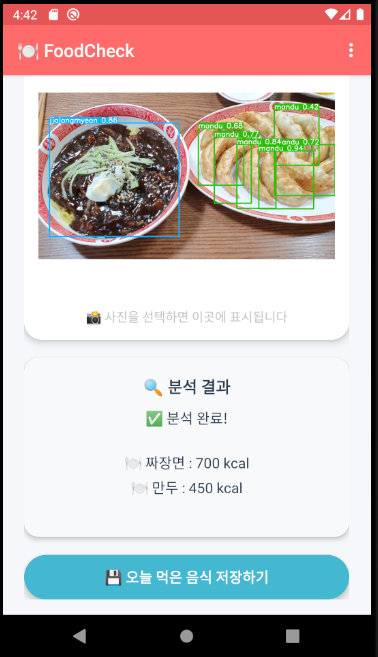 4:42
🍽️ FoodCheck
jjajangmyeon 0.86
mandu 0.42
mandu 0.68
mandu 0.77
mandu 0.84
mandu 0.72
mandu 0.94
📸 사진을 선택하면 이곳에 표시됩니다
🔍 분석 결과
✅ 분석 완료!
🍽️ 짜장면 : 700 kcal
🍽️ 만두 : 450 kcal
💾 오늘 먹은 음식 저장하기